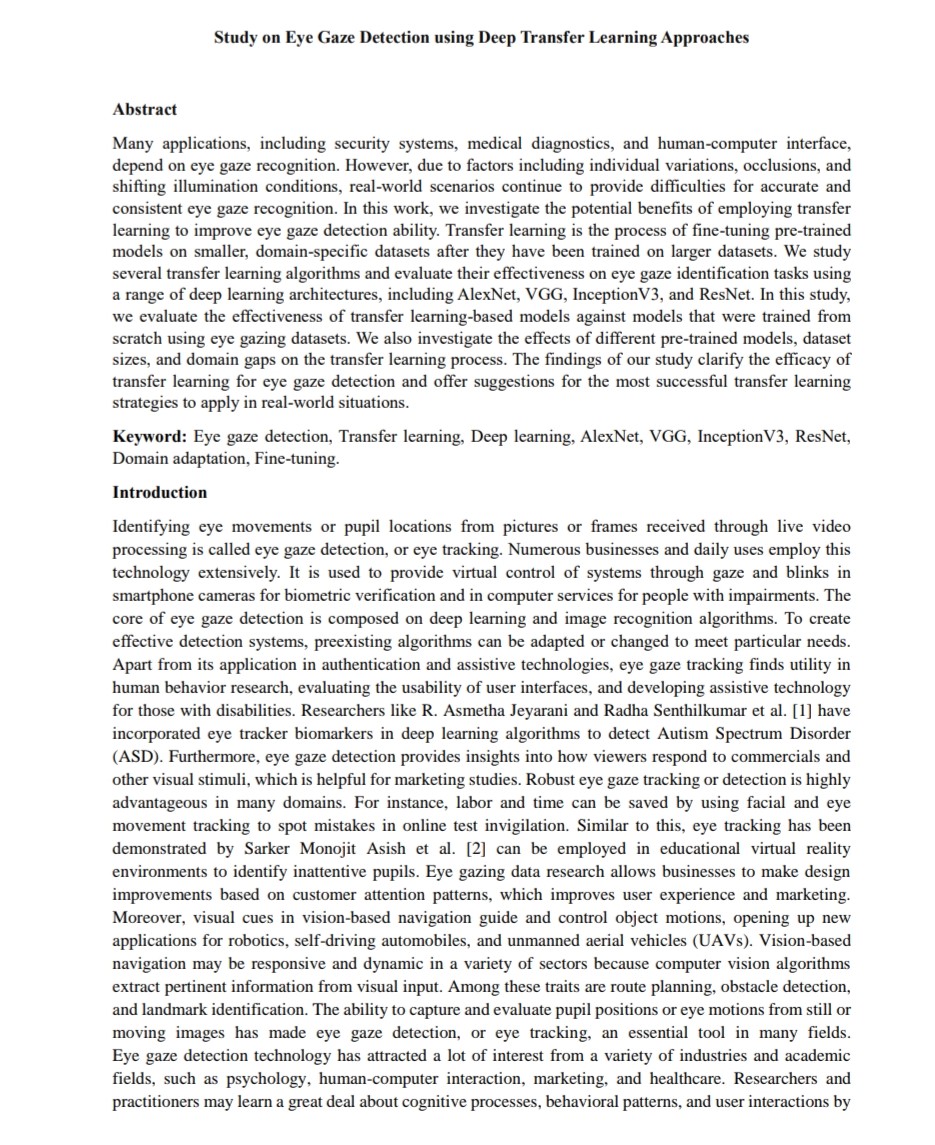 Study on Eye Gaze Detection using Deep Transfer Learning Approaches
Abstract
Many applications, including security systems, medical diagnostics, and human-computer interface,
depend on eye gaze recognition. However, due to factors including individual variations, occlusions, and
shifting illumination conditions, real-world scenarios continue to provide difficulties for accurate and
consistent eye gaze recognition. In this work, we investigate the potential benefits of employing transfer
learning to improve eye gaze detection ability. Transfer learning is the process of fine-tuning pre-trained
models on smaller, domain-specific datasets after they have been trained on larger datasets. We study
several transfer learning algorithms and evaluate their effectiveness on eye gaze identification tasks using
a range of deep learning architectures, including AlexNet, VGG, InceptionV3, and ResNet. In this study,
we evaluate the effectiveness of transfer learning-based models against models that were trained from
scratch using eye gazing datasets. We also investigate the effects of different pre-trained models, dataset
sizes, and domain gaps on the transfer learning process. The findings of our study clarify the efficacy of
transfer learning for eye gaze detection and offer suggestions for the most successful transfer learning
strategies to apply in real-world situations.
Keyword: Eye gaze detection, Transfer learning, Deep learning, AlexNet, VGG, InceptionV3, ResNet,
Domain adaptation, Fine-tuning.
Introduction
Identifying eye movements or pupil locations from pictures or frames received through live video
processing is called eye gaze detection, or eye tracking. Numerous businesses and daily uses employ this
technology extensively. It is used to provide virtual control of systems through gaze and blinks in
smartphone cameras for biometric verification and in computer services for people with impairments. The
core of eye gaze detection is composed on deep learning and image recognition algorithms. To create
effective detection systems, preexisting algorithms can be adapted or changed to meet particular needs.
Apart from its application in authentication and assistive technologies, eye gaze tracking finds utility in
human behavior research, evaluating the usability of user interfaces, and developing assistive technology
for those with disabilities. Researchers like R. Asmetha Jeyarani and Radha Senthilkumar et al. [1] have
incorporated eye tracker biomarkers in deep learning algorithms to detect Autism Spectrum Disorder
(ASD). Furthermore, eye gaze detection provides insights into how viewers respond to commercials and
other visual stimuli, which is helpful for marketing studies. Robust eye gaze tracking or detection is highly
advantageous in many domains. For instance, labor and time can be saved by using facial and eye
movement tracking to spot mistakes in online test invigilation. Similar to this, eye tracking has been
demonstrated by Sarker Monojit Asish et al. [2] can be employed in educational virtual reality
environments to identify inattentive pupils. Eye gazing data research allows businesses to make design
improvements based on customer attention patterns, which improves user experience and marketing.
Moreover, visual cues in vision-based navigation guide and control object motions, opening up new
applications for robotics, self-driving automobiles, and unmanned aerial vehicles (UAVs). Vision-based
navigation may be responsive and dynamic in a variety of sectors because computer vision algorithms
extract pertinent information from visual input. Among these traits are route planning, obstacle detection,
and landmark identification. The ability to capture and evaluate pupil positions or eye motions from still or
moving images has made eye gaze detection, or eye tracking, an essential tool in many fields.
Eye gaze detection technology has attracted a lot of interest from a variety of industries and academic
fields, such as psychology, human-computer interaction, marketing, and healthcare. Researchers and
practitioners may learn a great deal about cognitive processes, behavioral patterns, and user interactions by